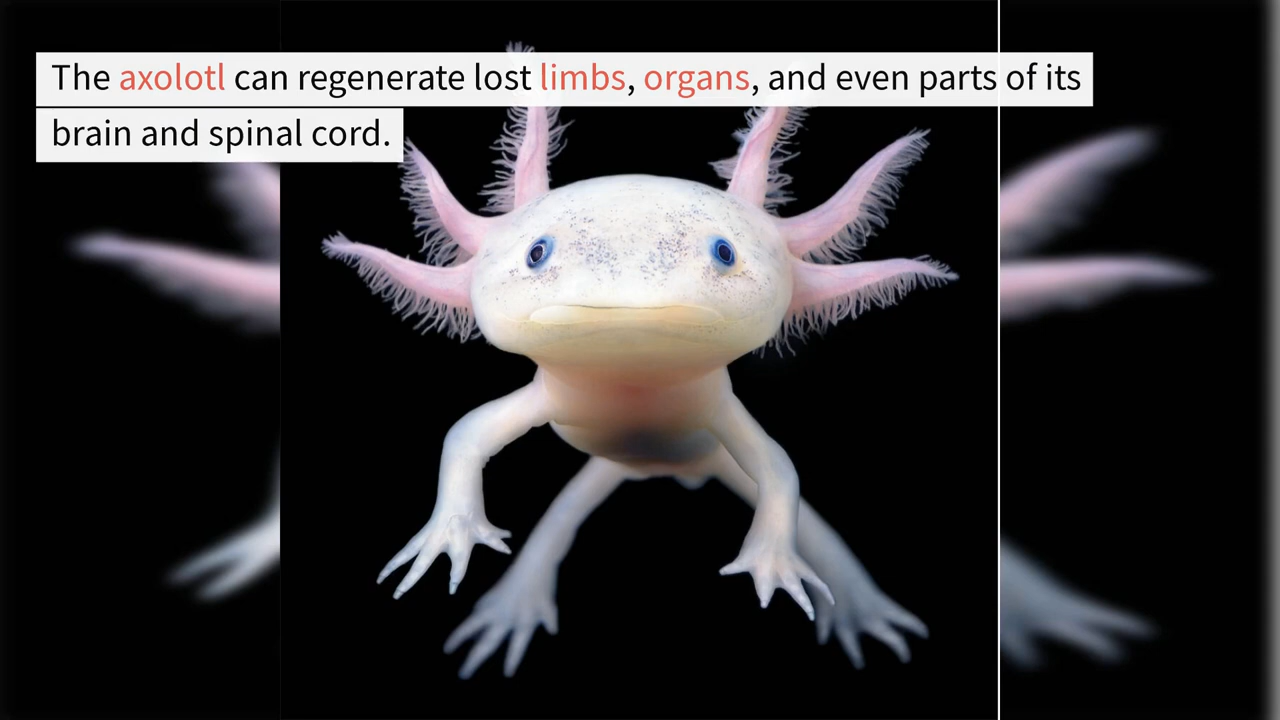 The axolotl can regenerate lost limbs, organs, and even parts of its
brain and spinal cord.